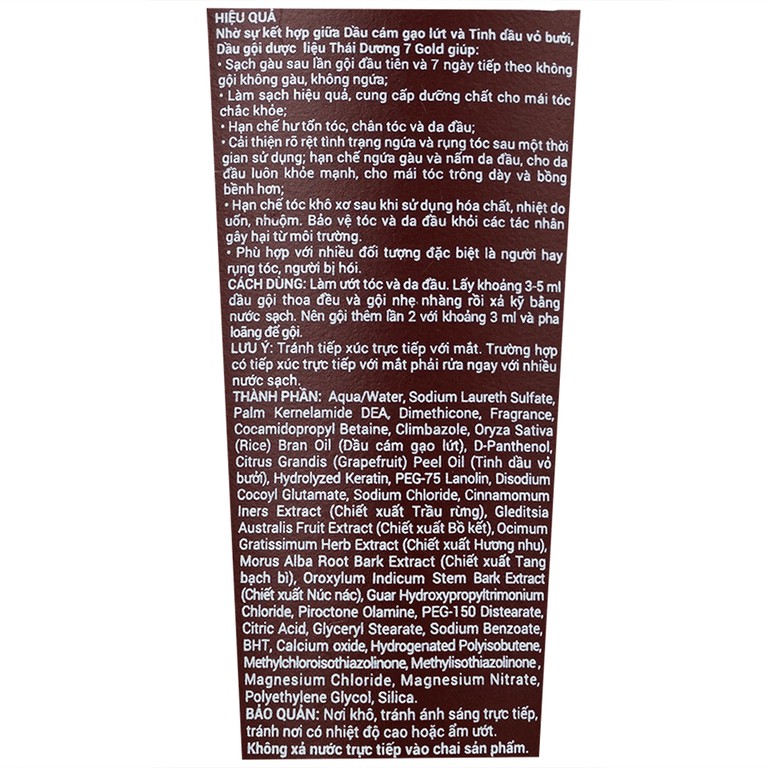 HIỆU QUẢ
Nhờ sự kết hợp giữa Dầu cám gạo lứt và Tinh dầu vỏ bưởi,
Dầu gội dược liệu Thái Dương 7 Gold giúp:
• Sạch gàu sau lần gội đầu tiên và 7 ngày tiếp theo không
gội không gàu, không ngứa;
• Làm sạch hiệu quả, cung cấp dưỡng chất cho mái tóc
chắc khỏe;
• Hạn chế hư tổn tóc, chân tóc và da đầu;
• Cải thiện rõ rệt tình trạng ngứa và rụng tóc sau một thời
gian sử dụng; hạn chế ngứa gàu và nấm da đầu, cho da
đầu luôn khỏe mạnh, cho mái tóc trông dày và bồng
bềnh hơn;
• Hạn chế tóc khô xơ sau khi sử dụng hóa chất, nhiệt do
uốn, nhuộm. Bảo vệ tóc và da đầu khỏi các tác nhân
gây hại từ môi trường.
• Phù hợp với nhiều đối tượng đặc biệt là người hay
rụng tóc, người bị hói.
CÁCH DÙNG: Làm ướt tóc và da đầu. Lấy khoảng 3-5 ml
dầu gội thoa đều và gội nhẹ nhàng rồi xả kỹ bằng
nước sạch. Nên gội thêm lần 2 với khoảng 3 ml và pha
loãng để gội.
LƯU Ý: Tránh tiếp xúc trực tiếp với mắt. Trường hợp
có tiếp xúc trực tiếp với mắt phải rửa ngay với nhiều
nước sạch.
THÀNH PHẦN: Aqua/Water, Sodium Laureth Sulfate,
Palm Kernelamide DEA, Dimethicone, Fragrance,
Cocamidopropyl Betaine, Climbazole, Oryza Sativa
(Rice) Bran Oil (Dầu cám gạo lứt), D-Panthenol,
Citrus Grandis (Grapefruit) Peel Oil (Tinh dầu vỏ
bưởi), Hydrolyzed Keratin, PEG-75 Lanolin, Disodium
Cocoyl Glutamate, Sodium Chloride, Cinnamomum
Iners Extract (Chiết xuất Trầu rừng), Gleditsia
Australis Fruit Extract (Chiết xuất Bồ kết), Ocimum
Gratissimum Herb Extract (Chiết xuất Hương nhu),
Morus Alba Root Bark Extract (Chiết xuất Tang
bạch bì), Oroxylum Indicum Stem Bark Extract
(Chiết xuất Núc nác), Guar Hydroxypropyltrimonium
Chloride, Piroctone Olamine, PEG-150 Distearate,
Citric Acid, Glyceryl Stearate, Sodium Benzoate,
BHT, Calcium oxide, Hydrogenated Polyisobutene,
Methylchloroisothiazolinone, Methylisothiazolinone,
Magnesium Chloride, Magnesium Nitrate,
Polyethylene Glycol, Silica.
BẢO QUẢN: Nơi khô, tránh ánh sáng trực tiếp,
tránh nơi có nhiệt độ cao hoặc ẩm ướt.
Không xả nước trực tiếp vào chai sản phẩm.